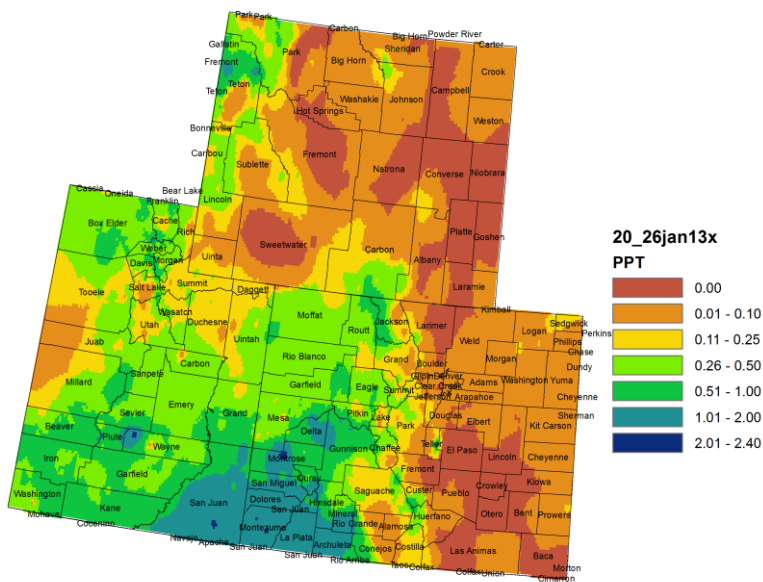 Park Park
Carbon
Big Horn Powder River
Gallatin
Park
Sheridan
Carter
Fremont
Big Horn
Crook
Teton
Teton
Washakie
Johnson
Campbell
Hot Springs
Weston
Bonneville
Caribou
Sublette
Fremont
Natrona
Converse
Niobrara
Cassia
Oneida
Bear Lake
Franklin
Lincoln
Box Elder
Cache
Rich
Platte
Goshen
Weber
Morgan
Davis
Uinta
Sweetwater
Carbon
Albany
Tooele
Salt Lake
Summit
Daggett
Laramie
Wasatch
Utah
Duchesne
Uintah
Moffat
Routt
Jackson
Larimer
Kimball
Weld
Logan
Sedgwick
Perkins
Phillips
Chase
Juab
Rio Blanco
Grand
Boulder
Morgan
Dundy
Millard
Sanpete
Carbon
Garfield
Eagle
Summit
Gilpin Denver
Clear Creek
Adams
Washington
Yuma
Jefferson
Arapahoe
Cheyenne
Sevier
Emery
Grand
Mesa
Pitkin
Lake
Park
Douglas
Elbert
Kit Carson
Sherman
Beaver
Piute
Wayne
Delta
Gunnison
Chaffee
Teller
El Paso
Lincoln
Cheyenne
Iron
Garfield
Montrose
Ouray
San Miguel
Saguache
Fremont
Custer
Pueblo
Crowley
Kiowa
Washington
Kane
San Juan
Dolores
San Juan
Hinsdale
Mineral
Rio Grande
Alamosa
Huerfano
Otero
Bent
Prowers
Mohave
Coconino
Navajo
Apache
Montezuma
La Plata
Archuleta
Conejos
Costilla
Las Animas
Baca
San Juan
San Juan
Rio Arriba
Taos
Colfax
Colfax
Union
Morton
Cimarron
20_26jan13x
PPT
0.00
0.01 - 0.10
0.11 - 0.25
0.26 - 0.50
0.51 - 1.00
1.01 - 2.00
2.01 - 2.40